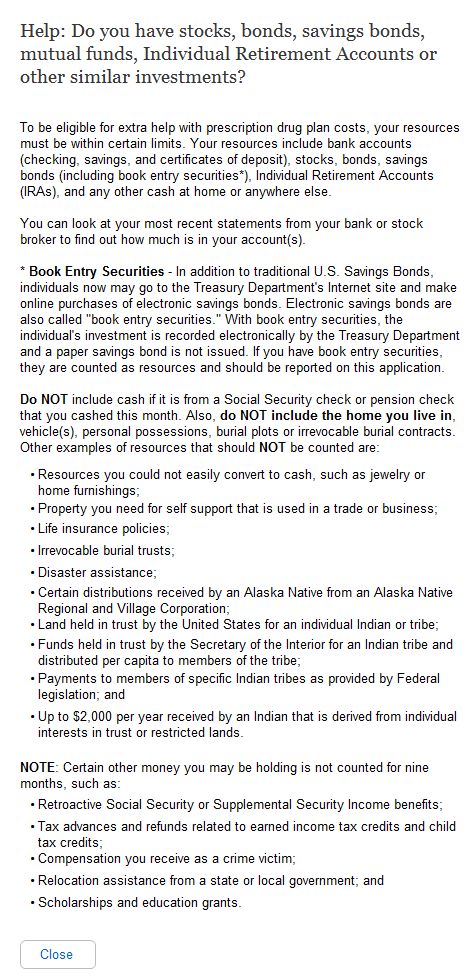 Help: Do you have stocks, bonds, savings bonds,
mutual funds, Individual Retirement Accounts or
other similar investments?
To be eligible for extra help with prescription drug plan costs, your resources
must be within certain limits. Your resources include bank accounts
(checking, savings, and certificates of deposit), stocks, bonds, savings
bonds (including book entry securities*), Individual Retirement Accounts
(IRAs), and any other cash at home or anywhere else.
You can look at your most recent statements from your bank or stock
broker to find out how much is in your account(s).
* Book Entry Securities - In addition to traditional U.S. Savings Bonds,
individuals now may go to the Treasury Department's Internet site and make
online purchases of electronic savings bonds. Electronic savings bonds are
also called "book entry securities." With book entry securities, the
individual's investment is recorded electronically by the Treasury Department
and a paper savings bond is not issued. If you have book entry securities,
they are counted as resources and should be reported on this application.
Do NOT include cash if it is from a Social Security check or pension check
that you cashed this month. Also, do NOT include the home you live in,
vehicle(s), personal possessions, burial plots or irrevocable burial contracts.
Other examples of resources that should NOT be counted are:
• Resources you could not easily convert to cash, such as jewelry or
home furnishings;
• Property you need for self support that is used in a trade or business;
• Life insurance policies;
• Irrevocable burial trusts;
• Disaster assistance;
• Certain distributions received by an Alaska Native from an Alaska Native
Regional and Village Corporation;
• Land held in trust by the United States for an individual Indian or tribe;
• Funds held in trust by the Secretary of the Interior for an Indian tribe and
distributed per capita to members of the tribe;
• Payments to members of specific Indian tribes as provided by Federal
legislation; and
• Up to $2,000 per year received by an Indian that is derived from individual
interests in trust or restricted lands.
NOTE: Certain other money you may be holding is not counted for nine
months, such as:
• Retroactive Social Security or Supplemental Security Income benefits;
• Tax advances and refunds related to earned income tax credits and child
tax credits;
• Compensation you receive as a crime victim;
• Relocation assistance from a state or local government; and
• Scholarships and education grants.
Close